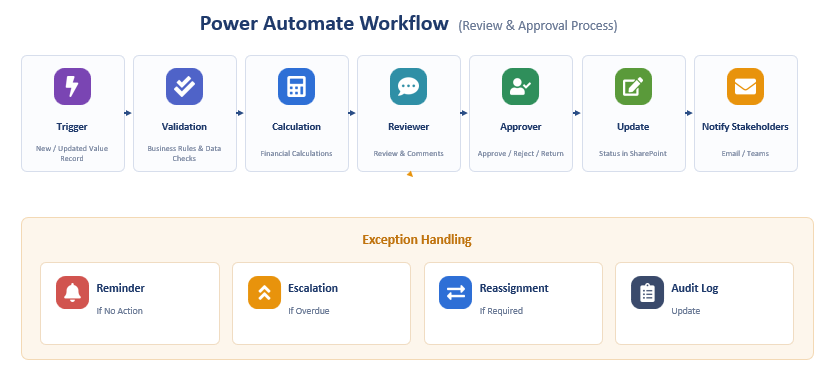 Power Automate Workflow (Review & Approval Process)
Trigger
New / Updated Value
Record
Validation
Business Rules & Data
Checks
Calculation
Financial Calculations
Reviewer
Review & Comments
Approver
Approve / Reject / Return
Update
Status in SharePoint
Notify Stakeholders
Email / Teams
Exception Handling
Reminder
If No Action
Escalation
If Overdue
Reassignment
If Required
Audit Log
Update